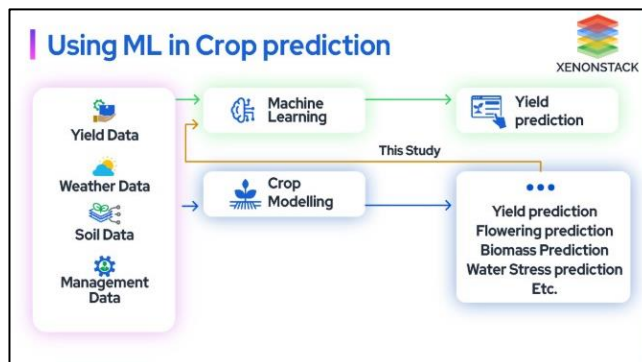 Using ML in Crop prediction
XENONSTACK
Yield Data
Weather Data
Soil Data
Management
Data
Machine
Learning
Yield
prediction
This Study
Crop
Modelling
Yield prediction
Flowering prediction
Biomass Prediction
Water Stress prediction
Etc.